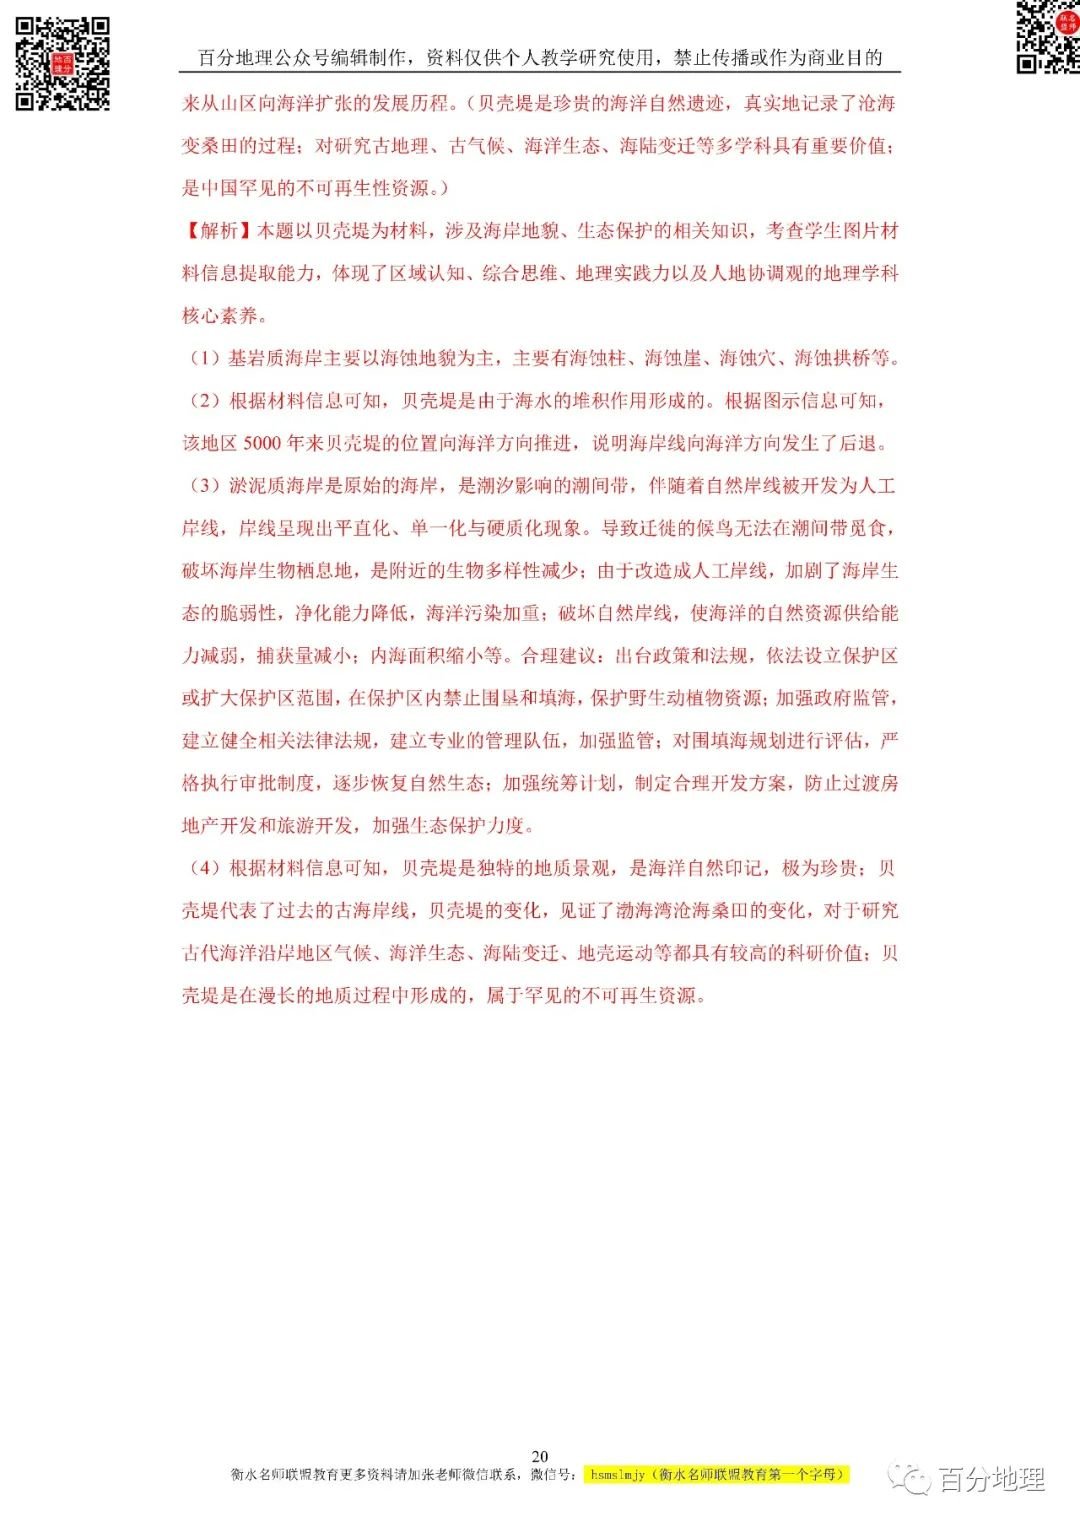 百分地理公众号编辑制作，资料仅供个人教学研究使用，禁止传播或作为商业目的
来从山区向海洋扩张的发展历程。（贝壳堤是珍贵的海洋自然遗迹，真实地记录了沧海
变桑田的过程；对研究古地理、古气候、海洋生态、海陆变迁等多学科具有重要价值；
是中国罕见的不可再生性资源。）
【解析】本题以贝壳堤为材料，涉及海岸地貌、生态保护的相关知识，考查学生图片材
料信息提取能力，体现了区域认知、综合思维、地理实践力以及人地协调观的地理学科
核心素养。
（1）基岩质海岸主要以海蚀地貌为主，主要有海蚀柱、海蚀崖、海蚀穴、海蚀拱桥等。
（2）根据材料信息可知，贝壳堤是由于海水的堆积作用形成的。根据图示信息可知，
该地区 5000 年来贝壳堤的位置向海洋方向推进，说明海岸线向海洋方向发生了后退。
（3）淤泥质海岸是原始的海岸，是潮汐影响的潮间带，伴随着自然岸线被开发为人工
岸线，岸线呈现出平直化、单一化与硬质化现象。导致迁徙的候鸟无法在潮间带觅食，
破坏海岸生物栖息地，是附近的生物多样性减少；由于改造成人工岸线，加剧了海岸生
态的脆弱性，净化能力降低，海洋污染加重；破坏自然岸线，使海洋的自然资源供给能
力减弱，捕获量减小；内海面积缩小等。合理建议：出台政策和法规，依法设立保护区
或扩大保护区范围，在保护区内禁止围垦和填海，保护野生动植物资源；加强政府监管，
建立健全相关法律法规，建立专业的管理队伍，加强监管；对围填海规划进行评估，严
格执行审批制度，逐步恢复自然生态；加强统筹计划，制定合理开发方案，防止过渡房
地产开发和旅游开发，加强生态保护力度。
（4）根据材料信息可知，贝壳堤是独特的地质景观，是海洋自然印记，极为珍贵；贝
壳堤代表了过去的古海岸线，贝壳堤的变化，见证了渤海湾沧海桑田的变化，对于研究
古代海洋沿岸地区气候、海洋生态、海陆变迁、地壳运动等都具有较高的科研价值；贝
壳堤是在漫长的地质过程中形成的，属于罕见的不可再生资源。
20
衡水名师联盟教育更多资料请加张老师微信联系，微信号： hsmslmjy（衡水名师联盟教育第一个字母）
百分地理